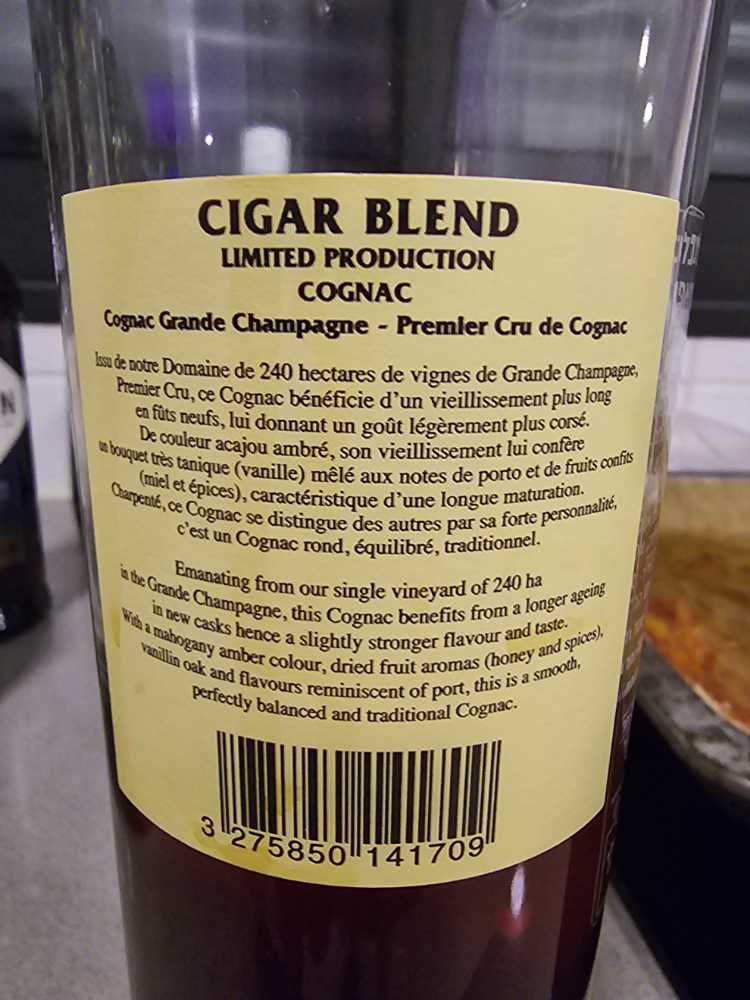 CIGAR BLEND
LIMITED PRODUCTION
COGNAC
Cognac Grande Champagne - Premier Cru de Cognac
Issu de notre Domaine de 240 hectares de vignes de Grande Champagne,
Premier Cru, ce Cognac bénéficie d'un vieillissement plus long
en fûts neufs, lui donnant un goût légèrement plus corsé.
De couleur acajou ambré, son vieillissement lui confère
un bouquet très tanique (vanille) mêlé aux notes de porto et de fruits confits
(miel et épices), caractéristique d'une longue maturation.
Charpenté, ce Cognac se distingue des autres par sa forte personnalité,
c'est un Cognac rond, équilibré, traditionnel.
Emanating from our single vineyard of 240 ha
in the Grande Champagne, this Cognac benefits from a longer ageing
in new casks hence a slightly stronger flavour and taste.
With a mahogany amber colour, dried fruit aromas (honey and spices),
vanillin oak and flavours reminiscent of port, this is a smooth,
perfectly balanced and traditional Cognac.
3 275850 141709